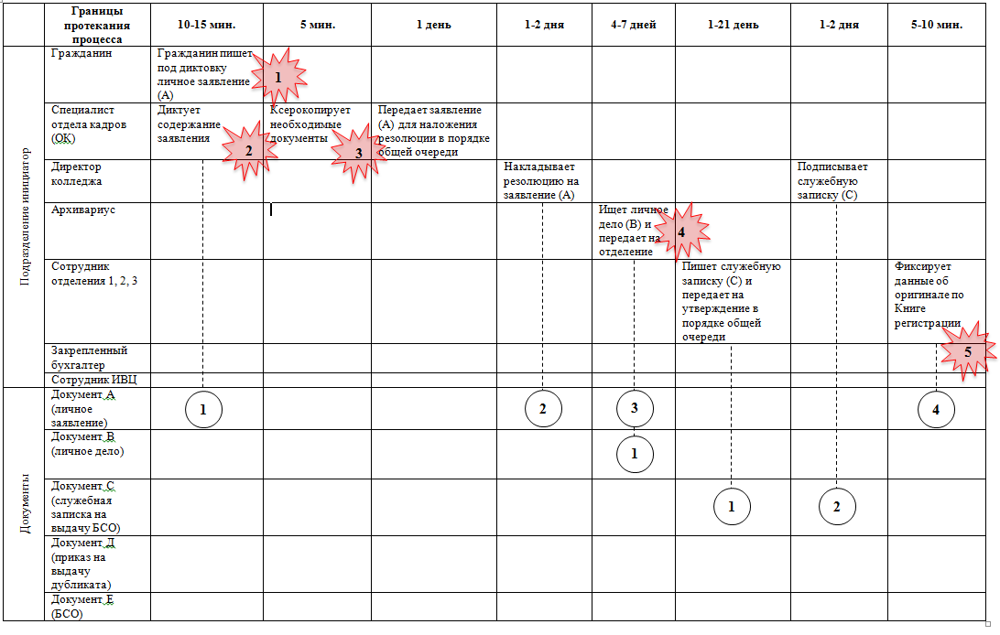 Границы
протекания
процесса
10-15 мин.
5 мин.
1 день
1-2 дня
4-7 дней
1-21 день
1-2 дня
5-10 мин.
Подразделение инициатор
Гражданин
Гражданин пишет
под диктовку
личное заявление
(А)
1
Специалист
отдела кадров
(ОК)
Диктует
содержание
заявления
2
Ксерокопирует
необходимые
документы
3
Передает заявление
(А) для наложения
резолюции в порядке
общей очереди
Директор
колледжа
Накладывает
резолюцию на
заявление (А)
Подписывает
служебную
записку (С)
Архивариус
Ищет личное
дело (В) и
передает на
отделение
4
Сотрудник
отделения 1, 2, 3
Пишет служебную
записку (С) и
передает на
утверждение в
порядке общей
очереди
Фиксирует
данные об
оригинале по
Книге
регистрации
5
Закрепленный
бухгалтер
Сотрудник ИВЦ
Документы
Документ А
(личное
заявление)
1
2
3
4
Документ В
(личное дело)
1
Документ С
(служебная
записка на
выдачу БСО)
1
2
Документ Д
(приказ на
выдачу
дубликата)
Документ Е
(БСО)